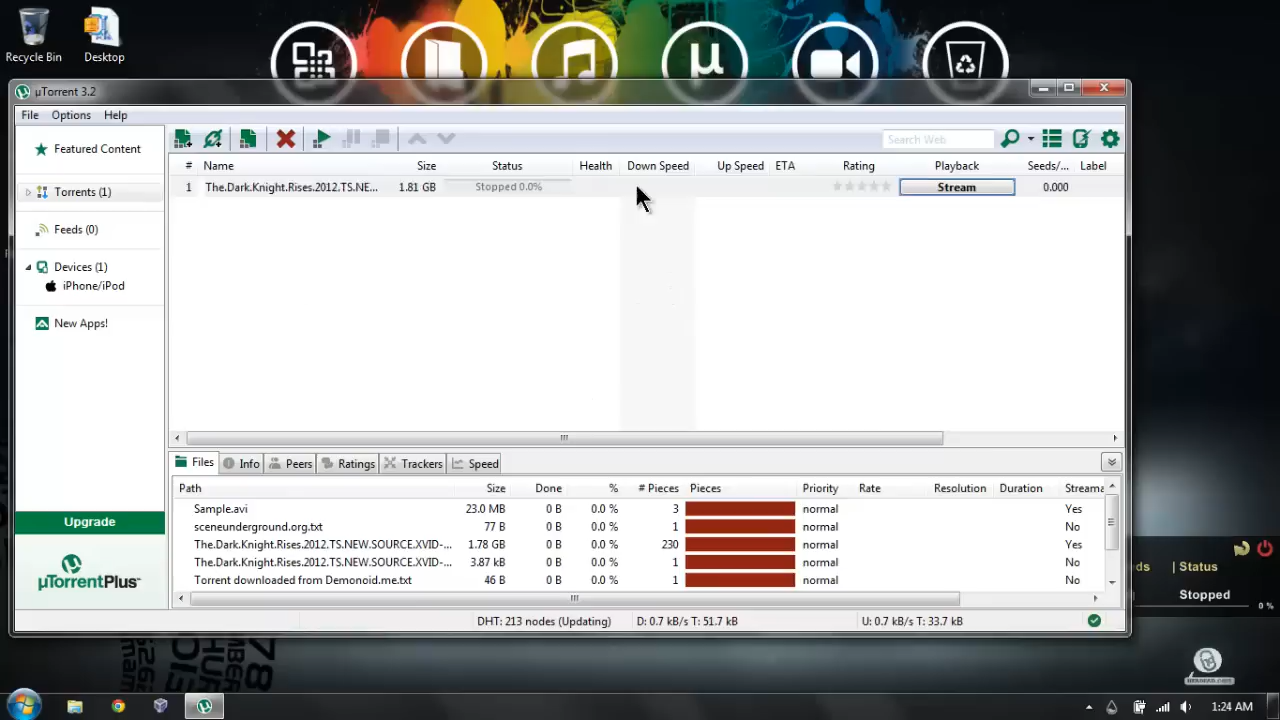 Recycle Bin
Desktop
µTorrent 3.2
File Options Help
Search Web
Featured Content
Torrents (1)
Feeds (0)
Devices (1)
iPhone/iPod
New Apps!
Upgrade
µTorrentPlus
# Name Size Status Health Down Speed Up Speed ETA Rating Playback Seeds/... Label
1 The.Dark.Knight.Rises.2012.TS.NE... 1.81 GB Stopped 0.0% Stream 0.000
Files Info Peers Ratings Trackers Speed
Path Size Done % # Pieces Pieces Priority Rate Resolution Duration Streama
Sample.avi 23.0 MB 0 B 0.0 % 3 normal Yes
sceneunderground.org.txt 77 B 0 B 0.0 % 1 normal No
The.Dark.Knight.Rises.2012.TS.NEW.SOURCE.XVID-... 1.78 GB 0 B 0.0 % 230 normal Yes
The.Dark.Knight.Rises.2012.TS.NEW.SOURCE.XVID-... 3.87 kB 0 B 0.0 % 1 normal No
Torrent downloaded from Demonoid.me.txt 46 B 0 B 0.0 % 1 normal No
DHT: 213 nodes (Updating) D: 0.7 kB/s T: 51.7 kB U: 0.7 kB/s T: 33.7 kB
eds | Status
Stopped
0 %
1:24 AM